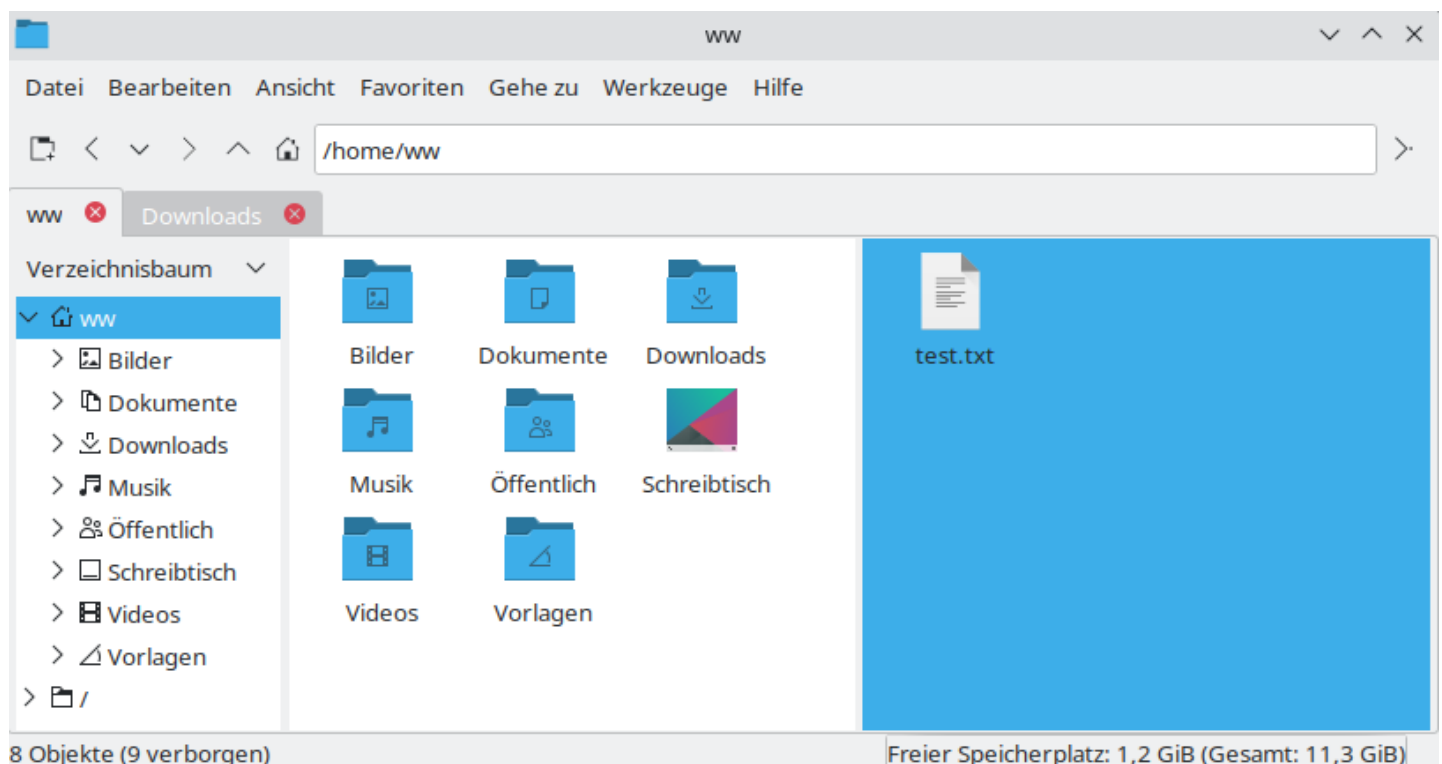 ww
Datei Bearbeiten Ansicht Favoriten Gehe zu Werkzeuge Hilfe
/home/ww
ww Downloads
Verzeichnisbaum
ww
Bilder
Dokumente
Downloads
Musik
Öffentlich
Schreibtisch
Videos
Vorlagen
/
Bilder Dokumente Downloads
Musik Öffentlich Schreibtisch
Videos Vorlagen
test.txt
8 Objekte (9 verborgen) Freier Speicherplatz: 1,2 GiB (Gesamt: 11,3 GiB)